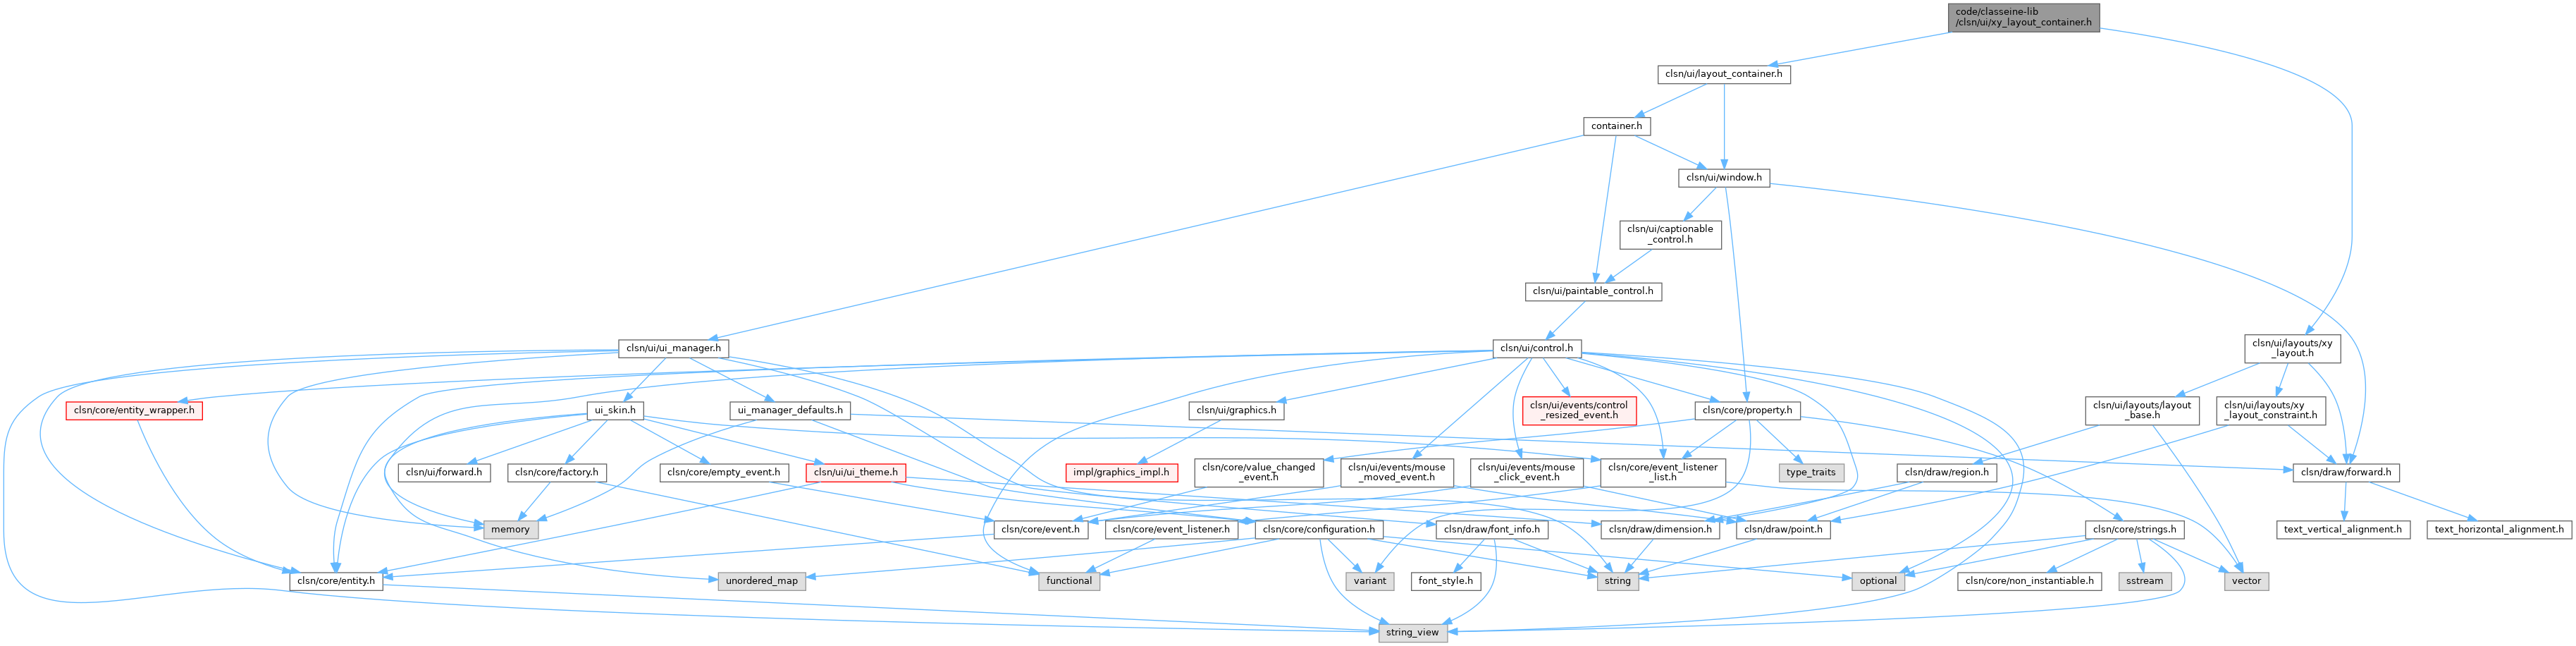 code/classeine-lib
/clsn/ui/xy_layout_container.h
clsn/ui/layout_container.h
container.h
clsn/ui/window.h
clsn/ui/captionable
_control.h
clsn/ui/paintable_control.h
clsn/ui/ui_manager.h
clsn/ui/control.h
clsn/ui/layouts/xy
_layout.h
clsn/core/entity_wrapper.h
ui_skin.h
ui_manager_defaults.h
clsn/ui/graphics.h
clsn/ui/events/control
_resized_event.h
clsn/core/property.h
clsn/ui/layouts/layout
_base.h
clsn/ui/layouts/xy
_layout_constraint.h
clsn/ui/forward.h
clsn/core/factory.h
clsn/core/empty_event.h
clsn/ui/ui_theme.h
impl/graphics_impl.h
clsn/core/value_changed
_event.h
clsn/ui/events/mouse
_moved_event.h
clsn/ui/events/mouse
_click_event.h
clsn/core/event_listener
_list.h
type_traits
clsn/draw/region.h
clsn/draw/forward.h
memory
clsn/core/event.h
clsn/core/event_listener.h
clsn/core/configuration.h
clsn/draw/font_info.h
clsn/draw/dimension.h
clsn/draw/point.h
clsn/core/strings.h
text_vertical_alignment.h
text_horizontal_alignment.h
clsn/core/entity.h
unordered_map
functional
variant
font_style.h
string
optional
clsn/core/non_instantiable.h
sstream
vector
string_view